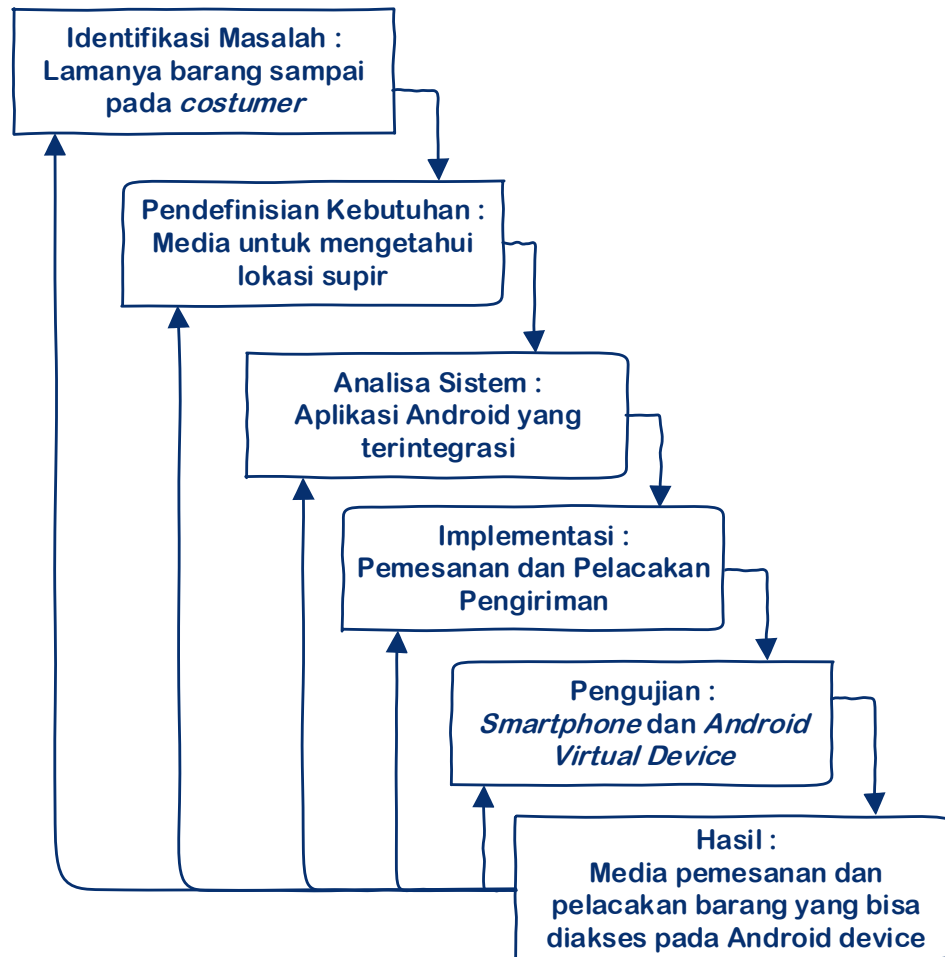 Identifikasi Masalah :
Lamanya barang sampai
pada costumer
Pendefinisian Kebutuhan :
Media untuk mengetahui
lokasi supir
Analisa Sistem :
Aplikasi Android yang
terintegrasi
Implementasi :
Pemesanan dan Pelacakan
Pengiriman
Pengujian :
Smartphone dan Android
Virtual Device
Hasil :
Media pemesanan dan
pelacakan barang yang bisa
diakses pada Android device